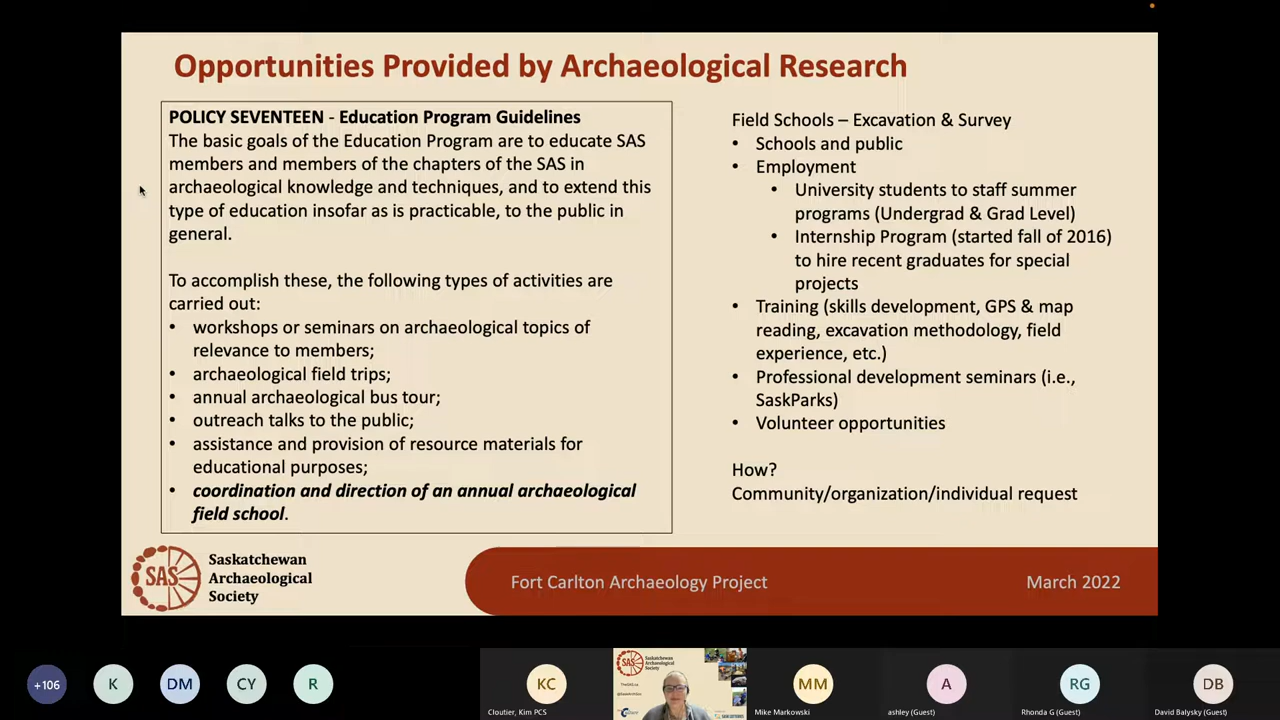 Opportunities Provided by Archaeological Research
POLICY SEVENTEEN - Education Program Guidelines
The basic goals of the Education Program are to educate SAS
members and members of the chapters of the SAS in
archaeological knowledge and techniques, and to extend this
type of education insofar as is practicable, to the public in
general.
To accomplish these, the following types of activities are
carried out:
• workshops or seminars on archaeological topics of
relevance to members;
• archaeological field trips;
• annual archaeological bus tour;
• outreach talks to the public;
• assistance and provision of resource materials for
educational purposes;
• coordination and direction of an annual archaeological
field school.
Field Schools – Excavation & Survey
• Schools and public
• Employment
• University students to staff summer
programs (Undergrad & Grad Level)
• Internship Program (started fall of 2016)
to hire recent graduates for special
projects
• Training (skills development, GPS & map
reading, excavation methodology, field
experience, etc.)
• Professional development seminars (i.e.,
SaskParks)
• Volunteer opportunities
How?
Community/organization/individual request
SAS
Saskatchewan
Archaeological
Society
Fort Carlton Archaeology Project
March 2022
+106
K
DM
CY
R
KC
Cloutier, Kim PCS
SAS
Saskatchewan
Archaeological
Society
MM
Mike Markowski
A
ashley (Guest)
RG
Rhonda G (Guest)
DB
David Balysky (Guest)